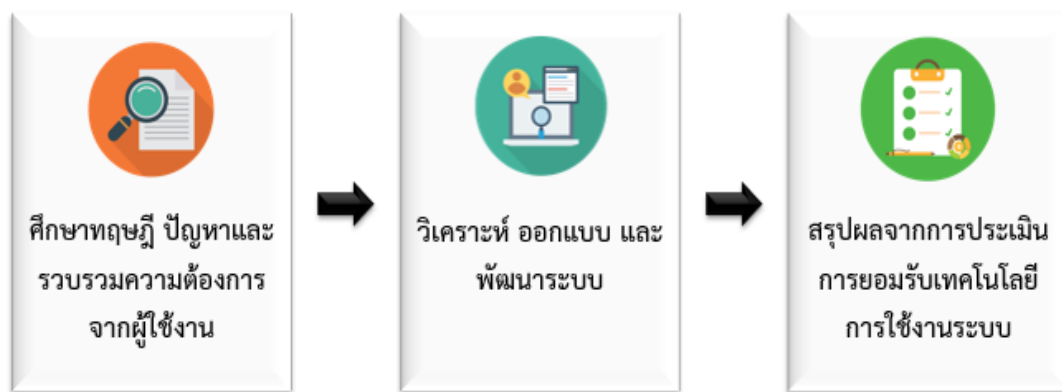 ศึกษาทฤษฎี ปัญหาและ
รวบรวมความต้องการ
จากผู้ใช้งาน
วิเคราะห์ ออกแบบ และ
พัฒนาระบบ
สรุปผลจากการประเมิน
การยอมรับเทคโนโลยี
การใช้งานระบบ